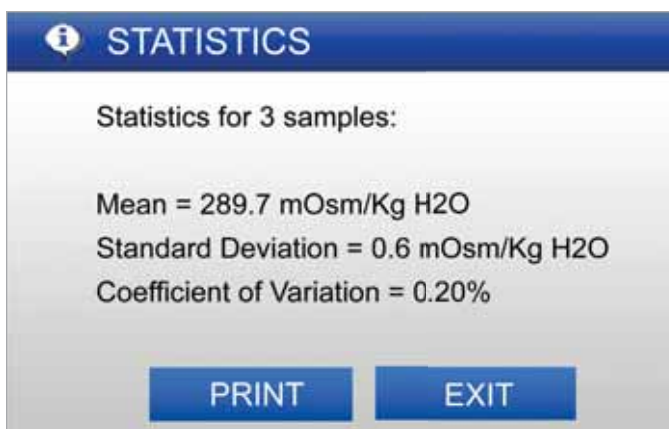 STATISTICS
Statistics for 3 samples:
Mean = 289.7 mOsm/Kg H2O
Standard Deviation = 0.6 mOsm/Kg H2O
Coefficient of Variation = 0.20%
PRINT EXIT